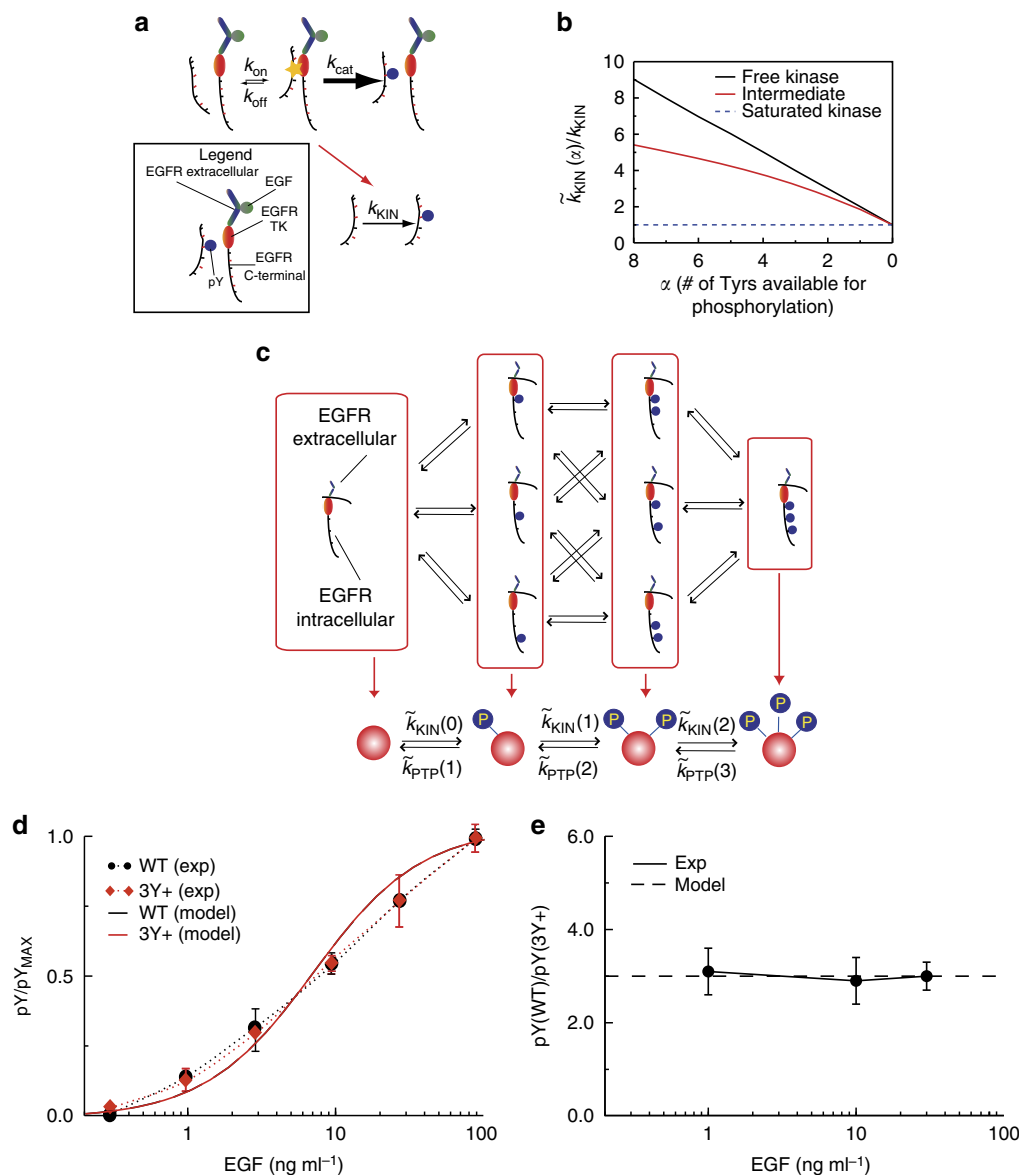 a
k_on
k_off
k_cat
k_KIN
Legend
EGFR extracellular
EGF
EGFR
TK
EGFR
C-terminal
pY
b
10
8
6
4
2
0
k̃_KIN (α)/k_KIN
Free kinase
Intermediate
Saturated kinase
8
6
4
2
0
α (# of Tyrs available for
phosphorylation)
c
EGFR
extracellular
EGFR
intracellular
P
P
P
P
P
P
k̃_KIN(0)
k̃_KIN(1)
k̃_KIN(2)
k̃_PTP(1)
k̃_PTP(2)
k̃_PTP(3)
d
1.0
0.5
0.0
pY/pY_MAX
WT (exp)
3Y+ (exp)
WT (model)
3Y+ (model)
1
10
100
EGF (ng ml⁻¹)
e
6.0
4.0
2.0
0.0
pY(WT)/pY(3Y+)
Exp
Model
1
10
100
EGF (ng ml⁻¹)